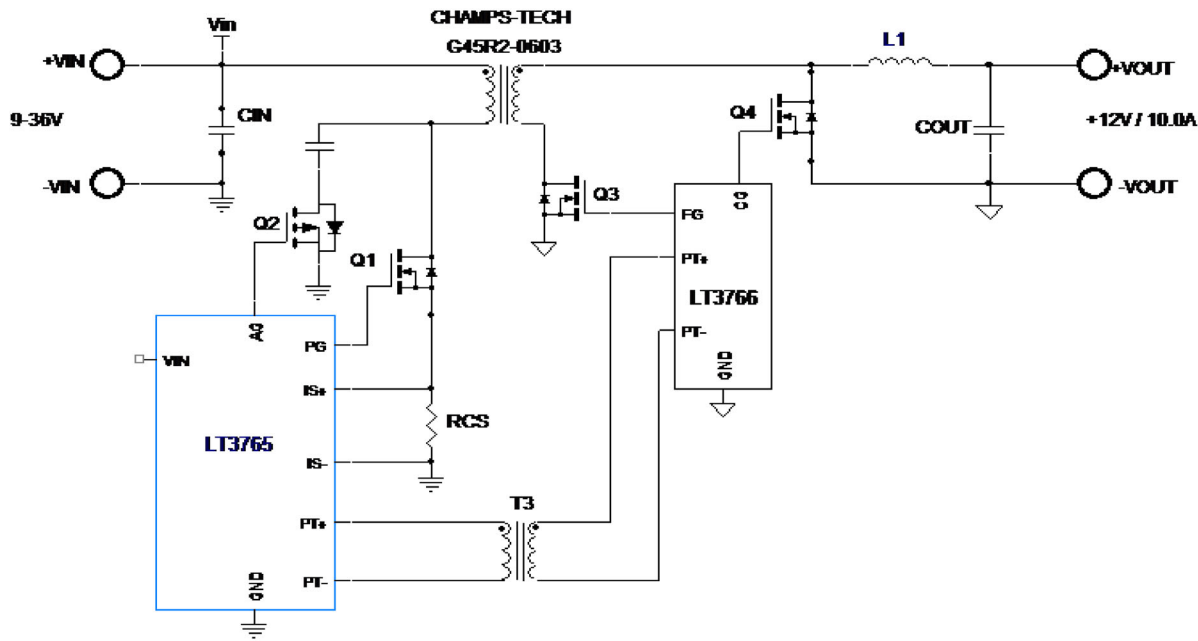 CHAMPS-TECH
G45R2-0603
Vin
+VIN
9-36V
-VIN
CIN
L1
+VOUT
+12V / 10.0A
-VOUT
COUT
Q4
Q3
Q2
Q1
AG
VIN
PG
IS+
IS-
LT3765
PT+
PT-
GND
RCS
T3
CG
FG
PT+
LT3766
PT-
GND